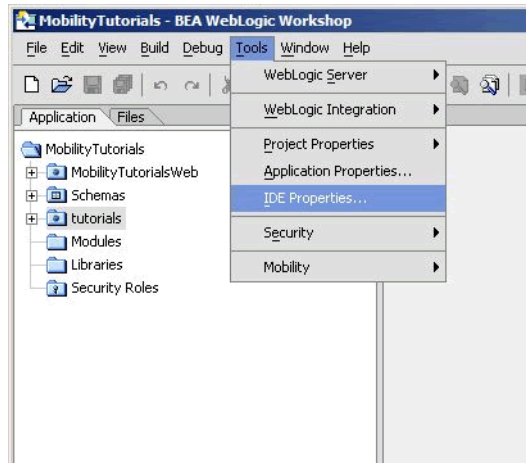 MobilityTutorials - BEA WebLogic Workshop
File Edit View Build Debug Tools Window Help
Application Files
MobilityTutorials
MobilityTutorialsWeb
Schemas
tutorials
Modules
Libraries
Security Roles
WebLogic Server
WebLogic Integration
Project Properties
Application Properties...
IDE Properties...
Security
Mobility